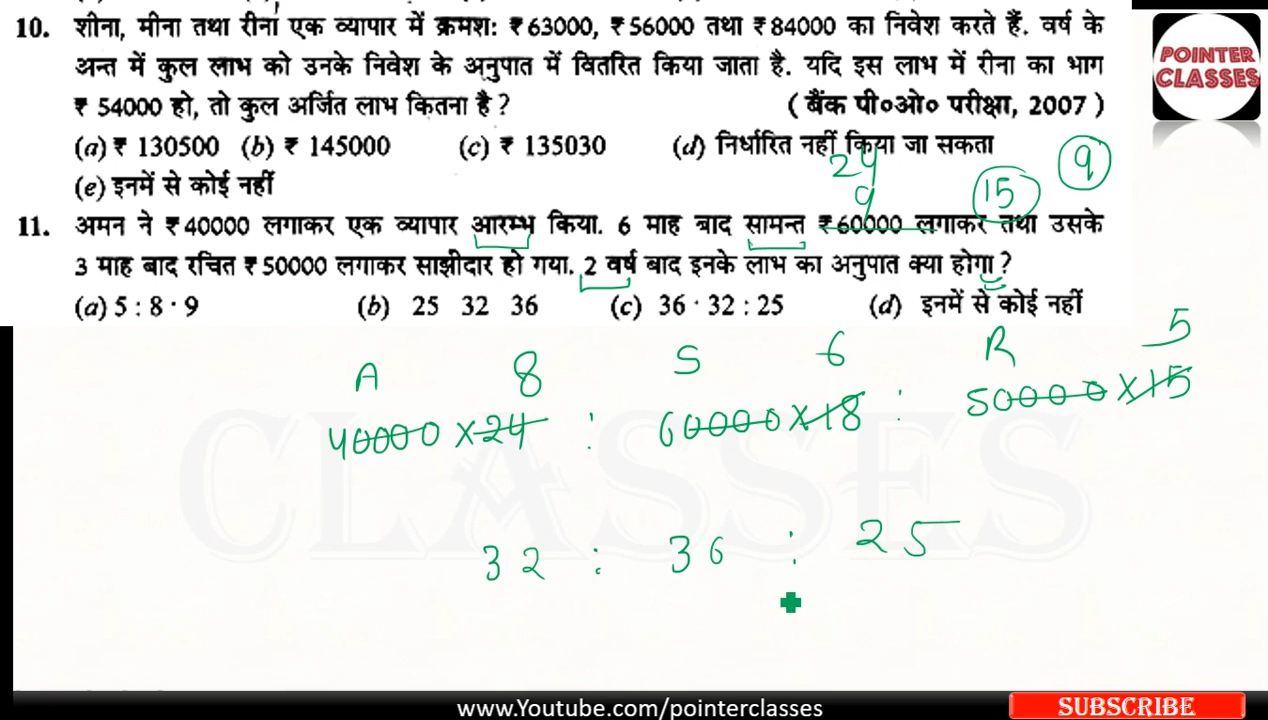 10. शीना, मीना तथा रीना एक व्यापार में क्रमश: ₹ 63000, ₹ 56000 तथा ₹ 84000 का निवेश करते हैं. वर्ष के
अन्त में कुल लाभ को उनके निवेश के अनुपात में वितरित किया जाता है. यदि इस लाभ में रीना का भाग
₹ 54000 हो, तो कुल अर्जित लाभ कितना है ? ( बैंक पी०ओ० परीक्षा, 2007 )
(a) ₹ 130500 (b) ₹ 145000 (c) ₹ 135030 (d) निर्धारित नहीं किया जा सकता
(e) इनमें से कोई नहीं
24
9
15
9
11. अमन ने ₹ 40000 लगाकर एक व्यापार आरम्भ किया. 6 माह बाद सामन्त ₹ 60000 लगाकर तथा उसके
3 माह बाद रचित ₹ 50000 लगाकर साझीदार हो गया. 2 वर्ष बाद इनके लाभ का अनुपात क्या होगा ?
(a) 5 : 8 · 9 (b) 25 32 36 (c) 36 · 32 : 25 (d) इनमें से कोई नहीं
A 8 S 6 R 5
40000 × 24 : 60000 × 18 : 50000 × 15
32 : 36 : 25
CLASSES
POINTER
CLASSES
www.Youtube.com/pointerclasses
SUBSCRIBE